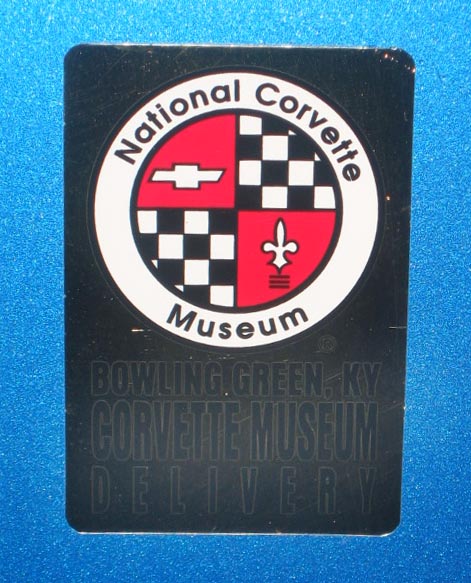 National Corvette
Museum
®
BOWLING GREEN, KY
CORVETTE MUSEUM
DELIVERY